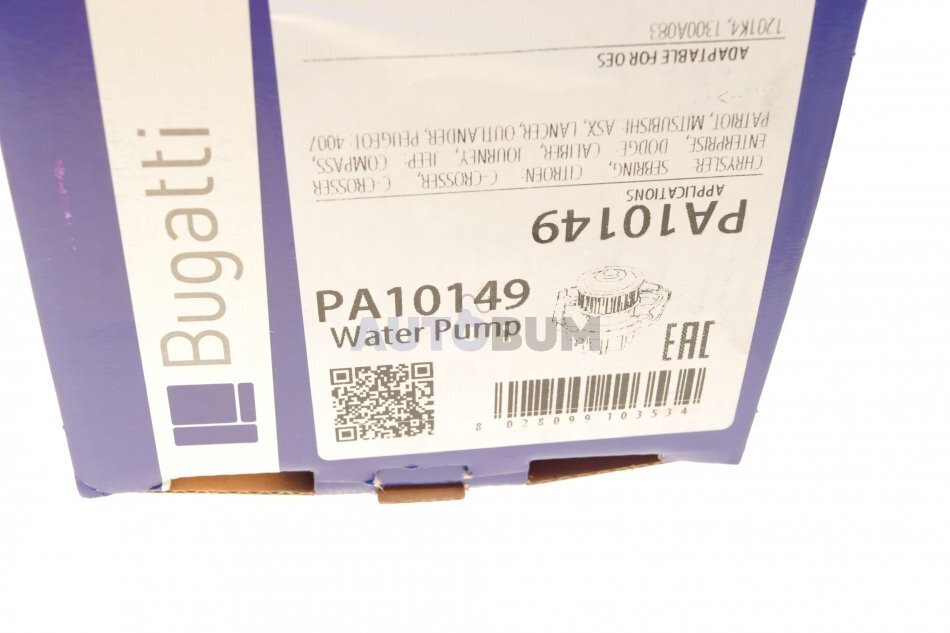 Bugatti
1201K4, 1300A083
ADAPTABLE FOR OES
PATRIOT, MITSUBISHI: ASX, LANCER, OUTLANDER, PEUGEOT: 4007
ENTERPRISE, DODGE: CALIBER, JOURNEY, JEEP: COMPASS,
CHRYSLER: SEBRING, CITROEN: C-CROSSER, C-CROSSER
APPLICATIONS
PA10149
PA10149
Water Pump
AUTOBUM
EAC
8 028099 103534